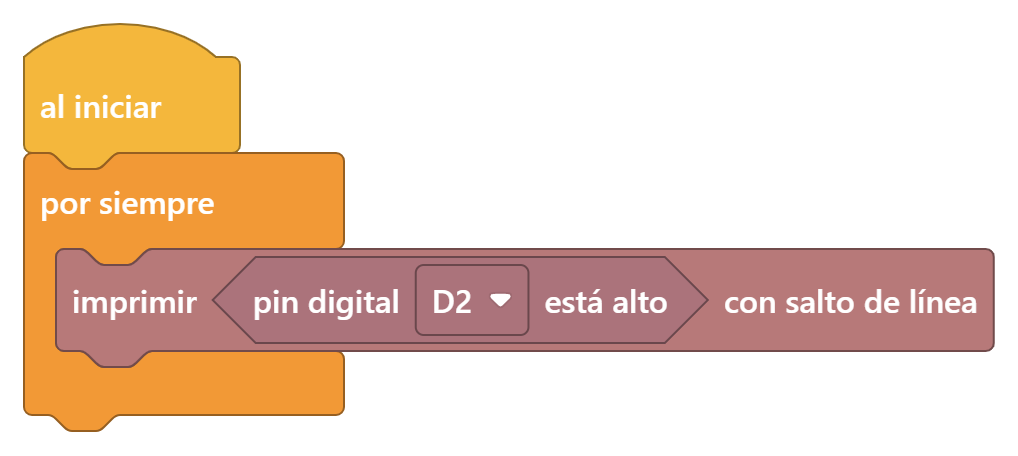 al iniciar
por siempre
imprimir pin digital D2 está alto con salto de línea